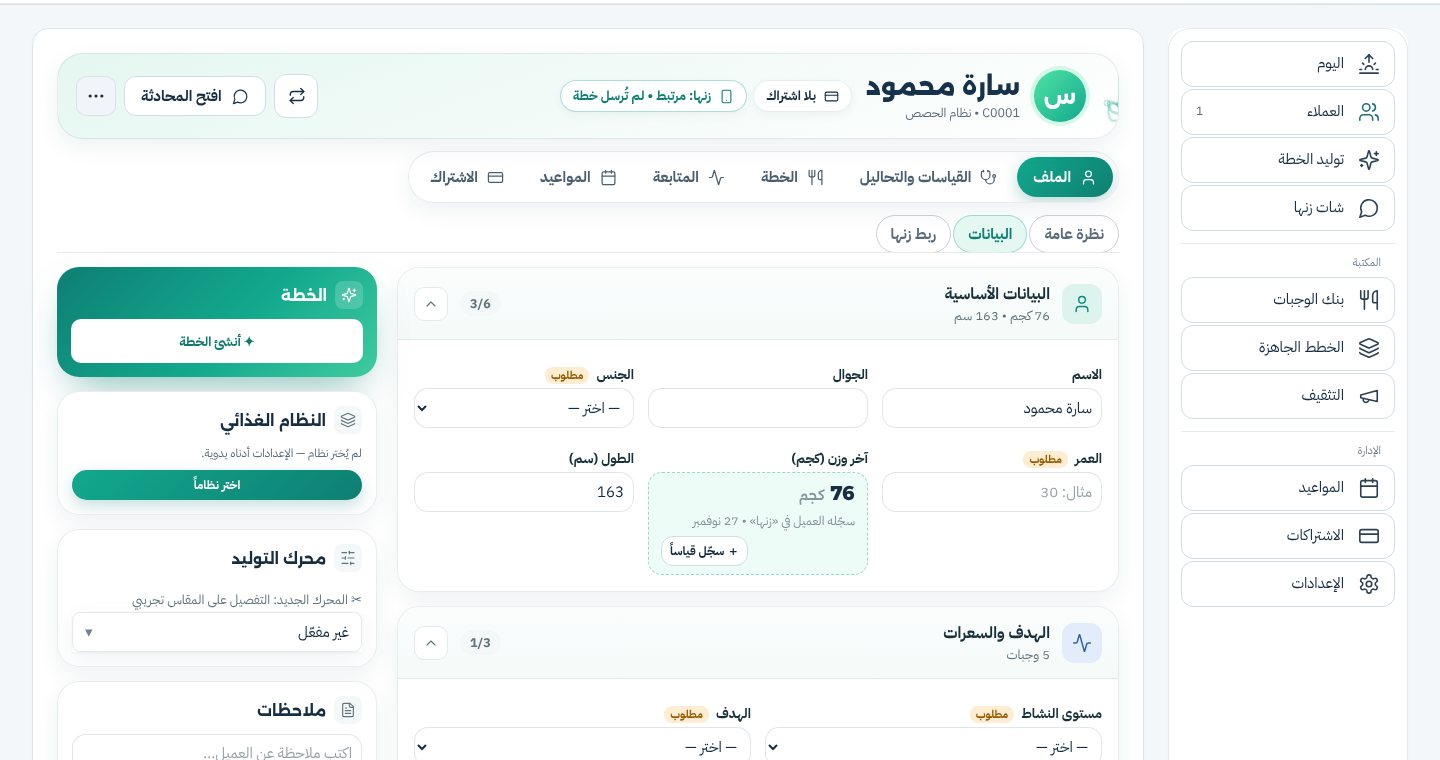 اليوم
العملاء 1
توليد الخطة
شات زنها
المكتبة
بنك الوجبات
الخطط الجاهزة
التثقيف
الإدارة
المواعيد
الاشتراكات
الإعدادات
س
سارة محمود
C0001 • نظام الحصص
بلا اشتراك
زنها: مرتبط • لم تُرسل خطة
افتح المحادثة
الملف
القياسات والتحاليل
الخطة
المتابعة
المواعيد
الاشتراك
نظرة عامة
البيانات
ربط زنها
البيانات الأساسية
76 كجم • 163 سم
3/6
الاسم
سارة محمود
الجوال
الجنس مطلوب
— اختر —
العمر مطلوب
مثال: 30
آخر وزن (كجم)
76 كجم
سجّله العميل في «زنها» • 27 نوفمبر
+ سجّل قياساً
الطول (سم)
163
الهدف والسعرات
5 وجبات
1/3
مستوى النشاط مطلوب
— اختر —
الهدف مطلوب
— اختر —
الخطة
✦ أنشئ الخطة
النظام الغذائي
لم يُختر نظام — الإعدادات أدناه يدوية.
اختر نظاماً
محرك التوليد
✂ المحرك الجديد: التفصيل على المقاس تجريبي
غير مفعّل
ملاحظات
اكتب ملاحظة عن العميل...